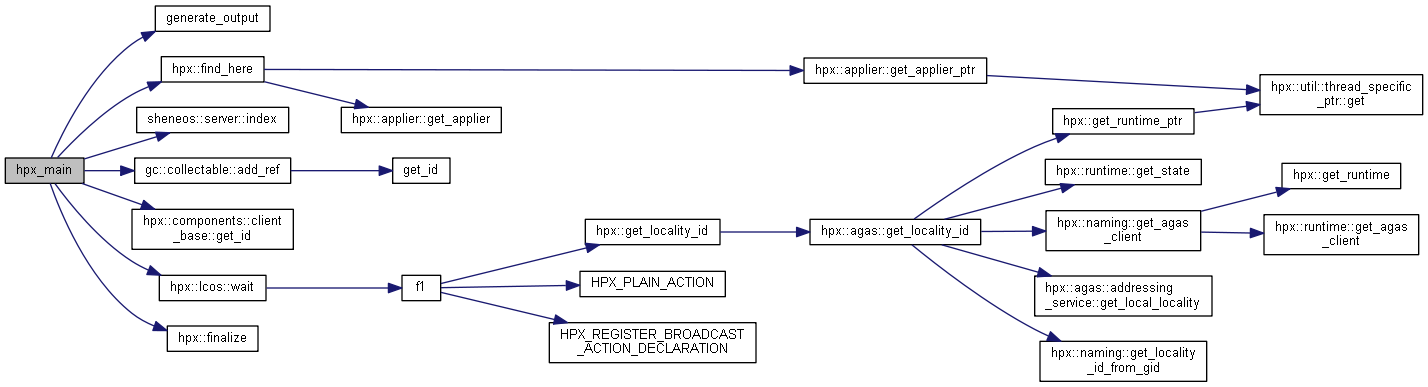 generate_output
hpx::find_here
hpx::applier::get_applier_ptr
hpx::util::thread_specific
_ptr::get
sheneos::server::index
hpx::applier::get_applier
hpx::get_runtime_ptr
hpx_main
gc::collectable::add_ref
get_id
hpx::runtime::get_state
hpx::get_runtime
hpx::components::client
_base::get_id
hpx::get_locality_id
hpx::agas::get_locality_id
hpx::naming::get_agas
_client
hpx::runtime::get_agas
_client
hpx::lcos::wait
f1
HPX_PLAIN_ACTION
hpx::agas::addressing
_service::get_local_locality
hpx::finalize
HPX_REGISTER_BROADCAST
_ACTION_DECLARATION
hpx::naming::get_locality
_id_from_gid